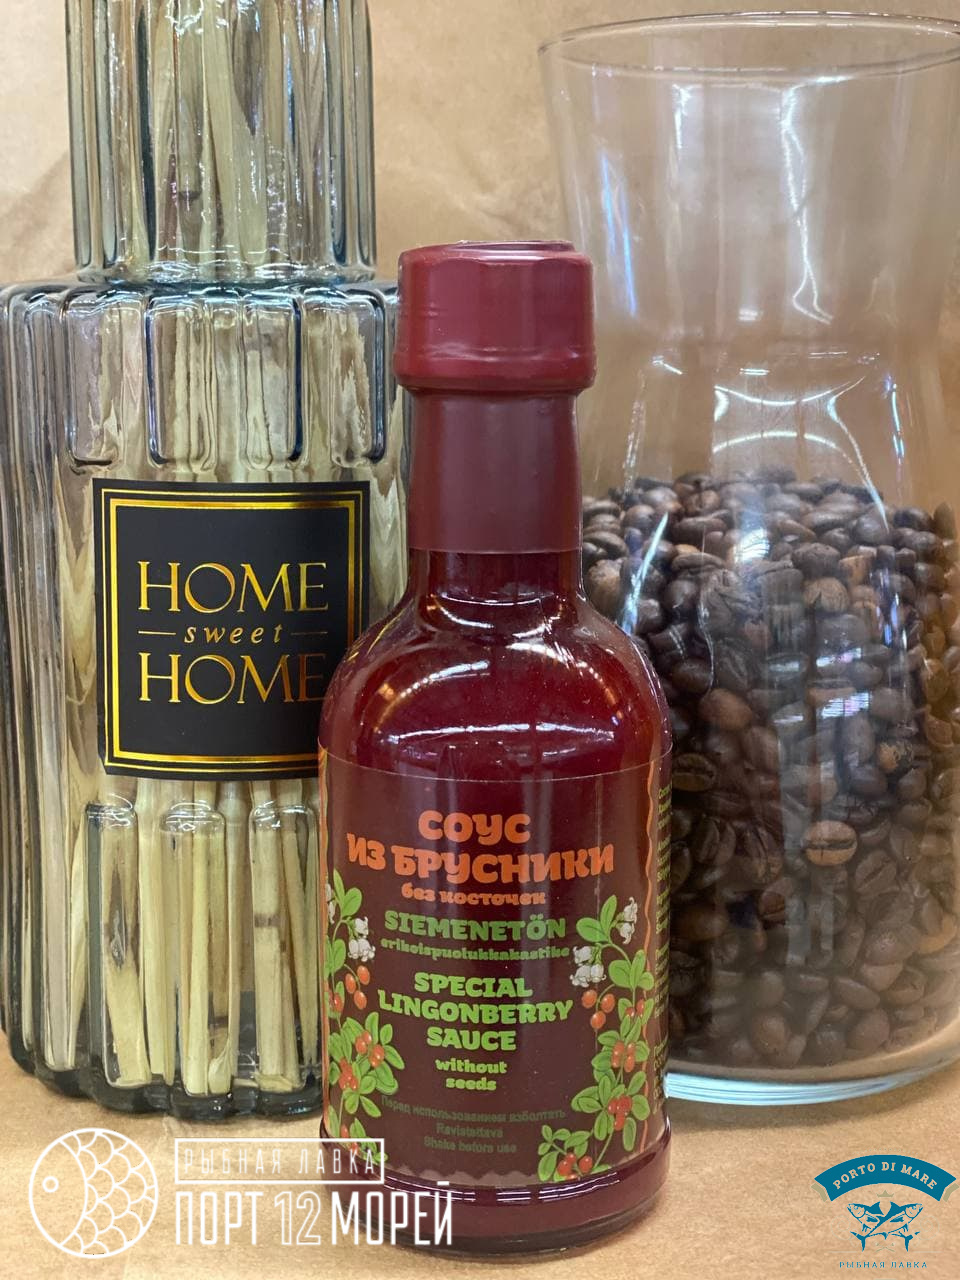 HOME
sweet
HOME
СОУС
ИЗ БРУСНИКИ
без косточек
SIEMENETÖN
erikoispuolukkakastike
SPECIAL
LINGONBERRY
SAUCE
without
seeds
Перед использованием взболтать
Ravistettava
Shake before use
РЫБНАЯ ЛАВКА
ПОРТ 12 МОРЕЙ
PORTO DI MARE
РЫБНАЯ ЛАВКА